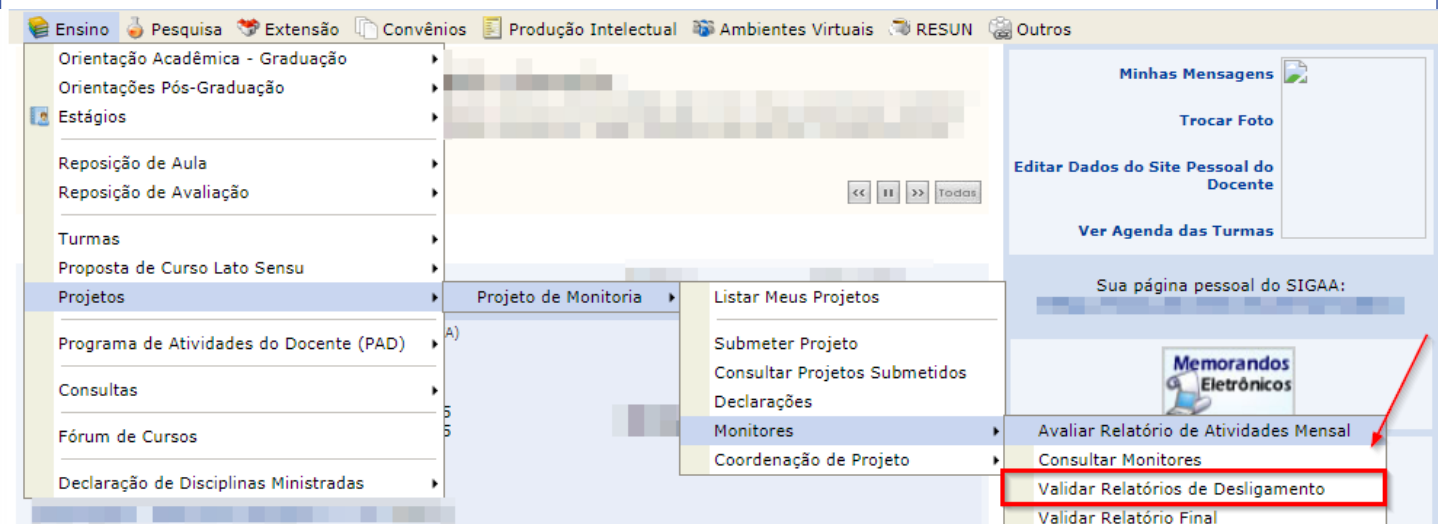 Ensino Pesquisa Extensão Convênios Produção Intelectual Ambientes Virtuais RESUN Outros
Orientação Acadêmica - Graduação
Orientações Pós-Graduação
Estágios
Reposição de Aula
Reposição de Avaliação
Turmas
Proposta de Curso Lato Sensu
Projetos
Programa de Atividades do Docente (PAD)
Consultas
Fórum de Cursos
Declaração de Disciplinas Ministradas
<< II >> Todas
A)
5
5
Projeto de Monitoria
Listar Meus Projetos
Submeter Projeto
Consultar Projetos Submetidos
Declarações
Monitores
Coordenação de Projeto
Avaliar Relatório de Atividades Mensal
Consultar Monitores
Validar Relatórios de Desligamento
Validar Relatório Final
Minhas Mensagens
Trocar Foto
Editar Dados do Site Pessoal do
Docente
Ver Agenda das Turmas
Sua página pessoal do SIGAA:
Memorandos
Eletrônicos